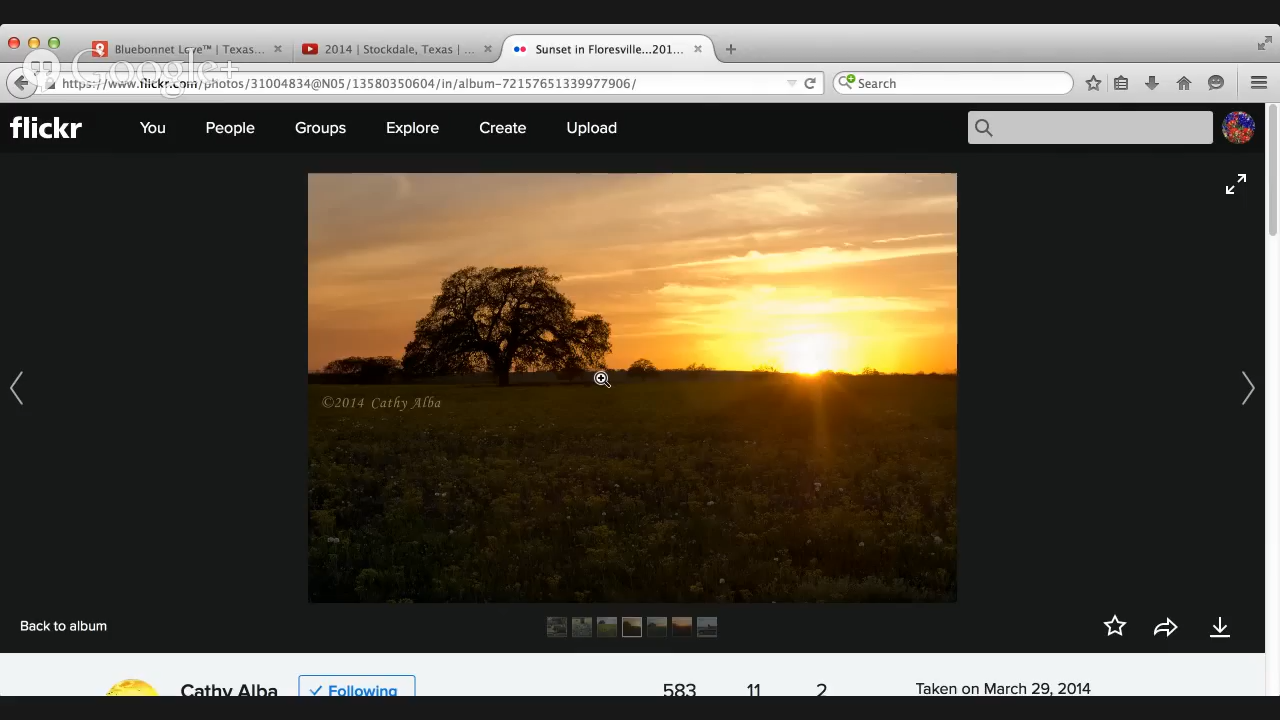 Bluebonnet Love™ | Texas...
2014 | Stockdale, Texas | ...
Sunset in Floresville...201...
Google+
https://www.flickr.com/photos/31004834@N05/13580350604/in/album-72157651339977906/
Search
flickr
You
People
Groups
Explore
Create
Upload
©2014 Cathy Alba
Back to album
Cathy Alba
Following
583
11
2
Taken on March 29, 2014